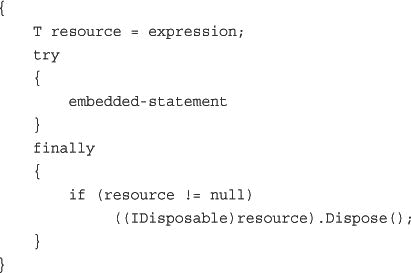 {
    T resource = expression;
    try
    {
        embedded-statement
    }
    finally
    {
        if (resource != null)
             ((IDisposable)resource).Dispose();
    }
}